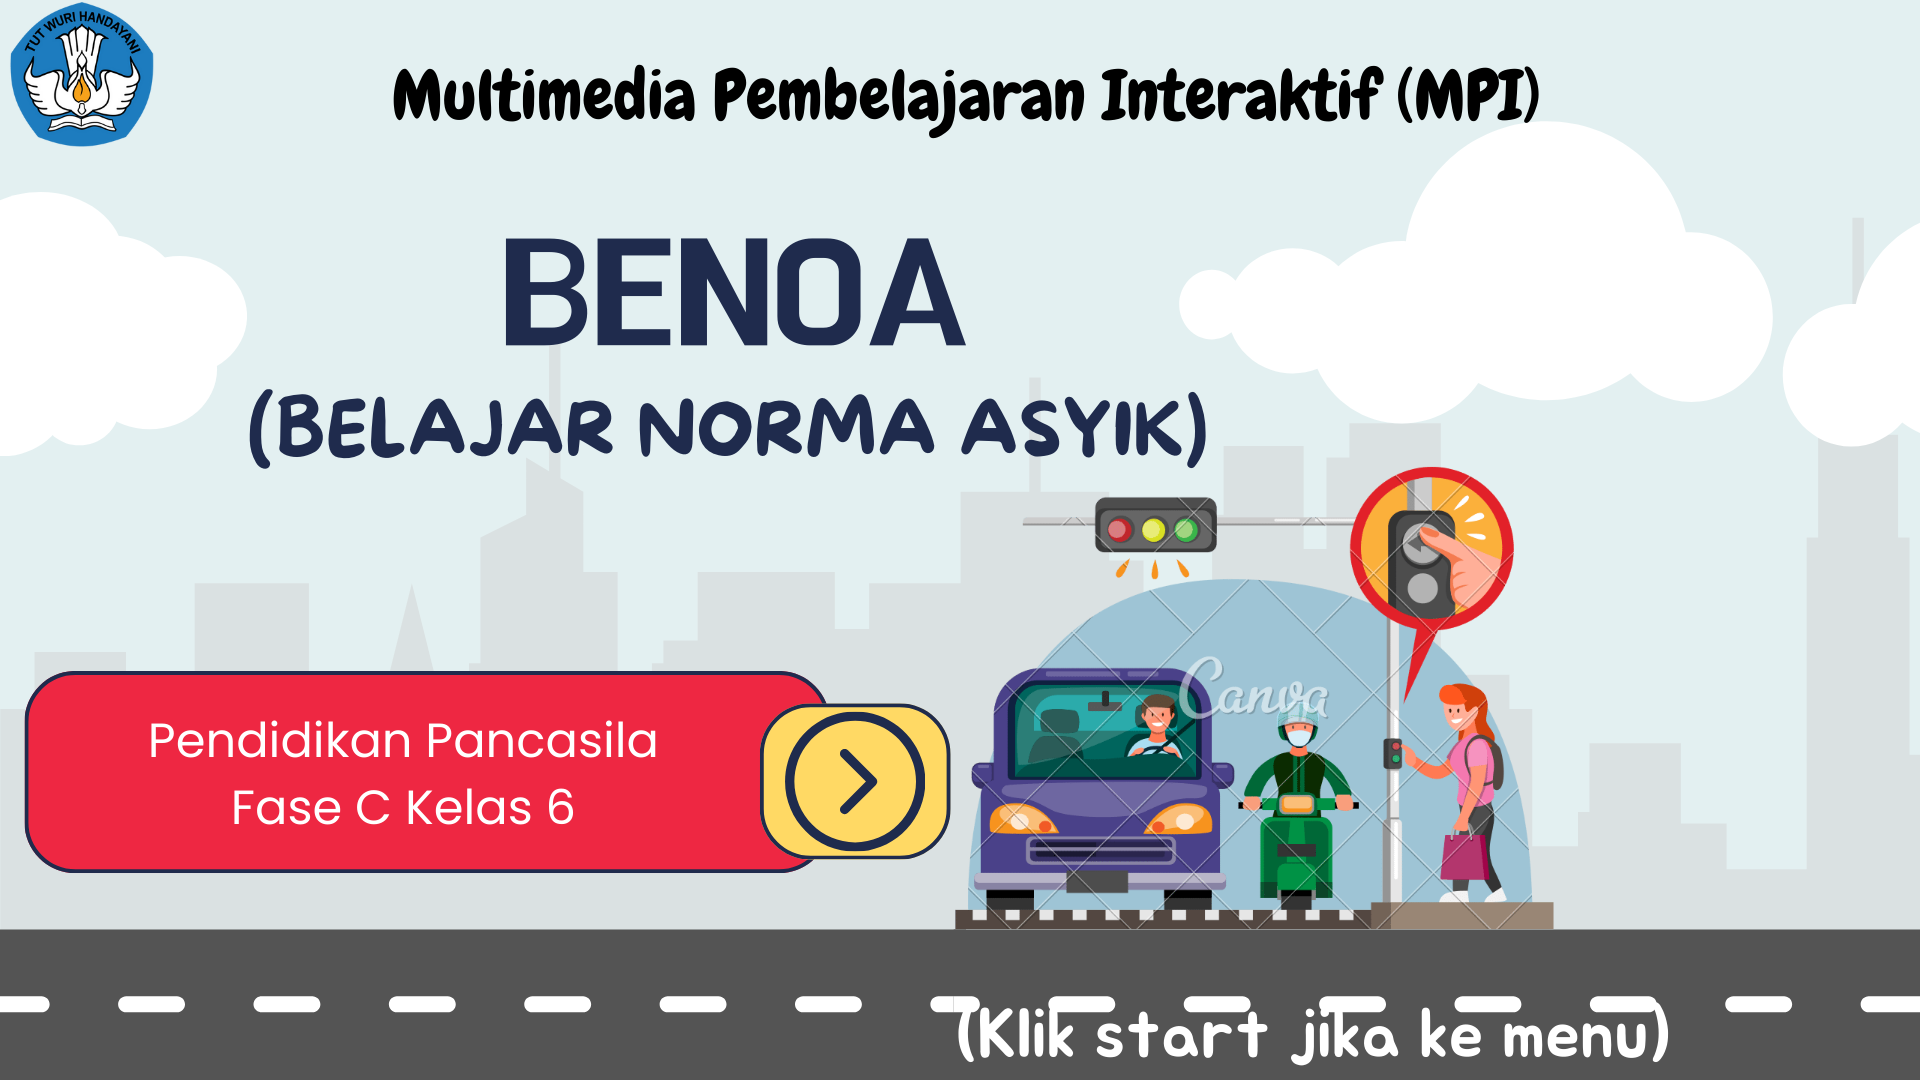 TUT WURI HANDAYANI
Multimedia Pembelajaran Interaktif (MPI)
BENOA
(BELAJAR NORMA ASYIK)
Canva
Pendidikan Pancasila
Fase C Kelas 6
(Klik start jika ke menu)